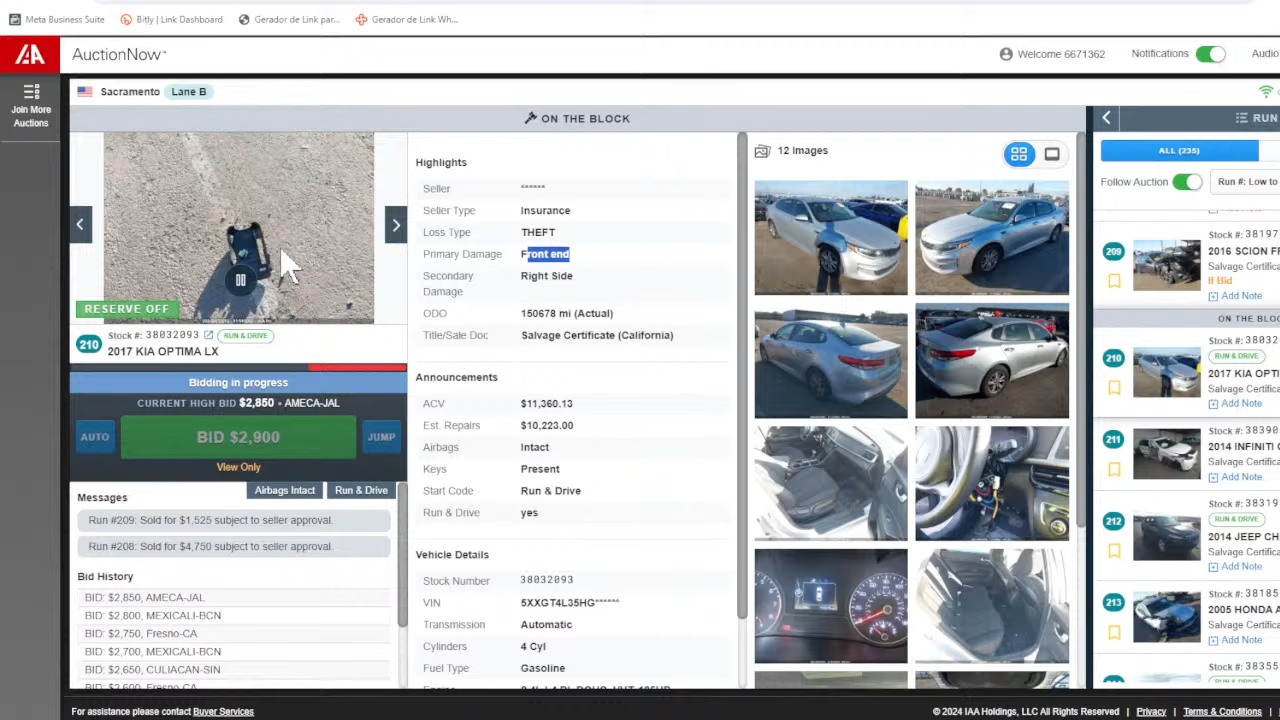 Meta Business Suite
Bitly | Link Dashboard
Gerador de Link par...
Gerador de Link Wh...
IAA
AuctionNow
Welcome 6671362
Notifications
Audio
Join More
Auctions
Sacramento
Lane B
ON THE BLOCK
RESERVE OFF
Stock #: 38032093
RUN & DRIVE
210
2017 KIA OPTIMA LX
Bidding in progress
CURRENT HIGH BID $2,850 • AMECA-JAL
AUTO
BID $2,900
JUMP
View Only
Messages
Airbags Intact
Run & Drive
Run #209: Sold for $1,525 subject to seller approval.
Run #208: Sold for $4,750 subject to seller approval.
Bid History
BID: $2,850, AMECA-JAL
BID: $2,800, MEXICALI-BCN
BID: $2,750, Fresno-CA
BID: $2,700, MEXICALI-BCN
BID: $2,650, CULIACAN-SIN
BID: $2,600, Fresno-CA
Highlights
Seller ******
Seller Type Insurance
Loss Type THEFT
Primary Damage Front end
Secondary Damage Right Side
ODO 150678 mi (Actual)
Title/Sale Doc Salvage Certificate (California)
Announcements
ACV $11,360.13
Est. Repairs $10,223.00
Airbags Intact
Keys Present
Start Code Run & Drive
Run & Drive yes
Vehicle Details
Stock Number 38032093
VIN 5XXGT4L35HG******
Transmission Automatic
Cylinders 4 Cyl
Fuel Type Gasoline
12 Images
RUN
ALL (235)
Follow Auction
Run #: Low to
Stock #: 38197
209
2016 SCION FR
Salvage Certifica
If Bid
Add Note
ON THE BLOC
Stock #: 38032
RUN & DRIVE
210
2017 KIA OPTI
Salvage Certifica
Add Note
Stock #: 38390
211
2014 INFINITI Q
Salvage Certifica
Add Note
Stock #: 38319
RUN & DRIVE
212
2014 JEEP CH
Salvage Certifica
Add Note
Stock #: 38185
213
2005 HONDA A
Salvage Certifica
Add Note
Stock #: 38355
For assistance please contact Buyer Services
© 2024 IAA Holdings, LLC All Rights Reserved | Privacy | Terms & Conditions |